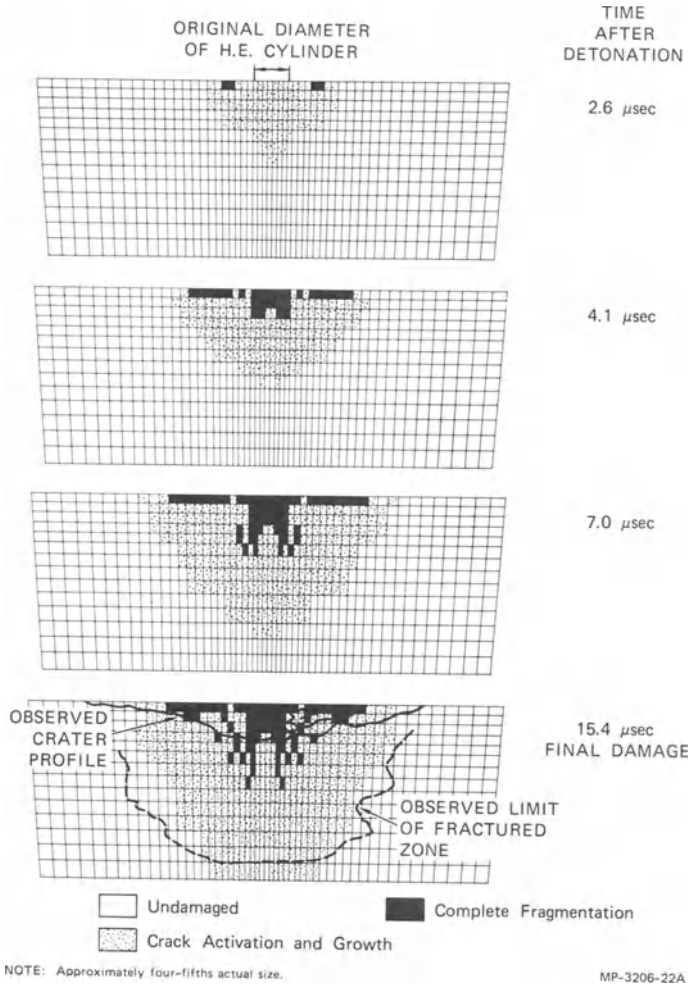 ORIGINAL DIAMETER
OF H.E. CYLINDER
TIME
AFTER
DETONATION
2.6 μsec
4.1 μsec
7.0 μsec
OBSERVED
CRATER
PROFILE
15.4 μsec
FINAL DAMAGE
OBSERVED LIMIT
OF FRACTURED
ZONE
Undamaged
Complete Fragmentation
Crack Activation and Growth
NOTE: Approximately four-fifths actual size.
MP-3206-22A